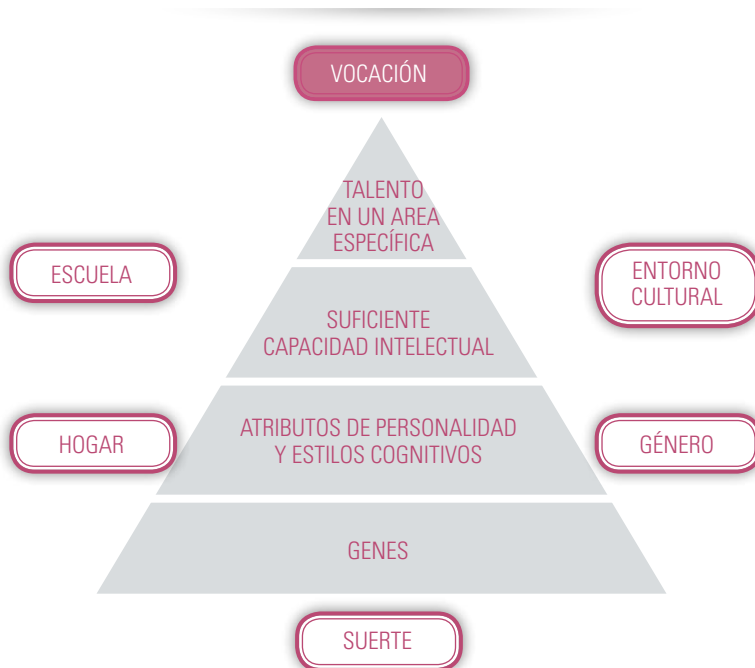 VOCACIÓN
TALENTO
EN UN AREA
ESPECÍFICA
ESCUELA
ENTORNO
CULTURAL
SUFICIENTE
CAPACIDAD INTELECTUAL
HOGAR
ATRIBUTOS DE PERSONALIDAD
Y ESTILOS COGNITIVOS
GÉNERO
GENES
SUERTE